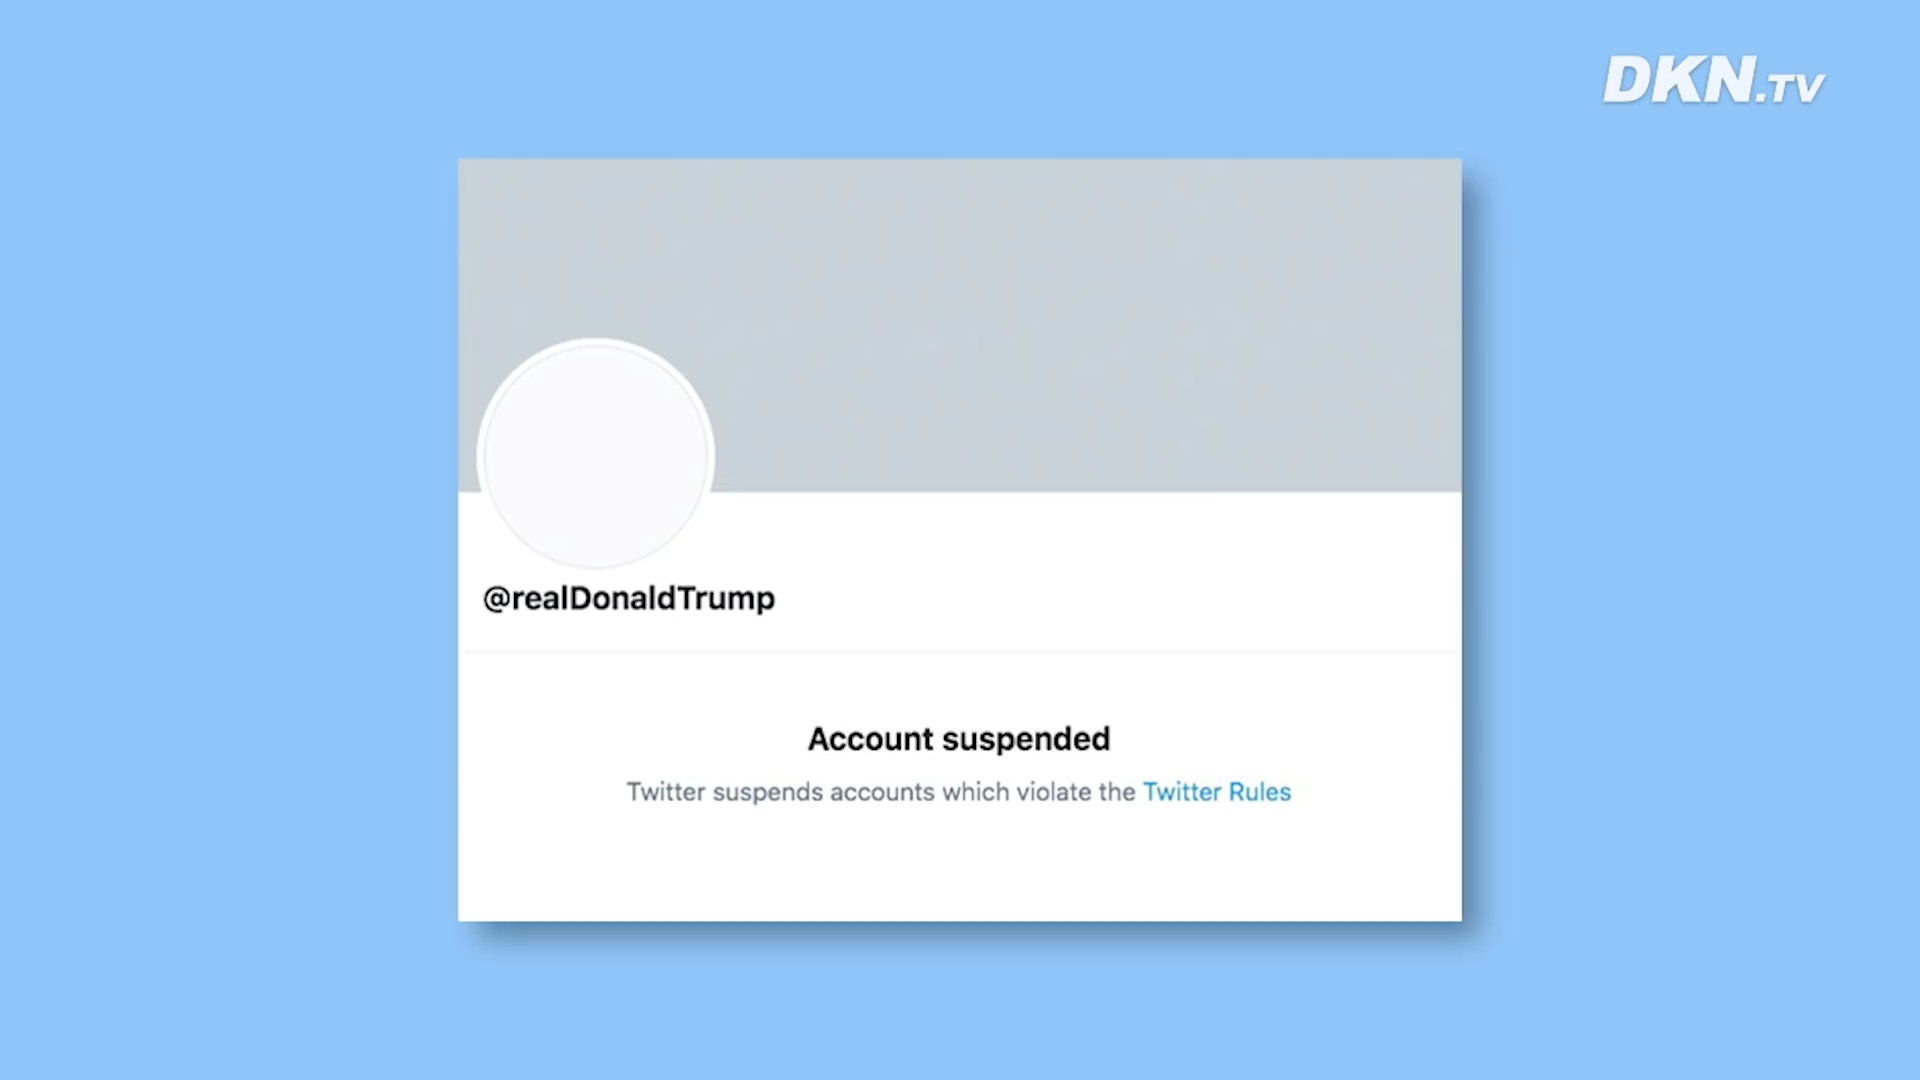 DKN.TV
@realDonaldTrump
Account suspended
Twitter suspends accounts which violate the Twitter Rules